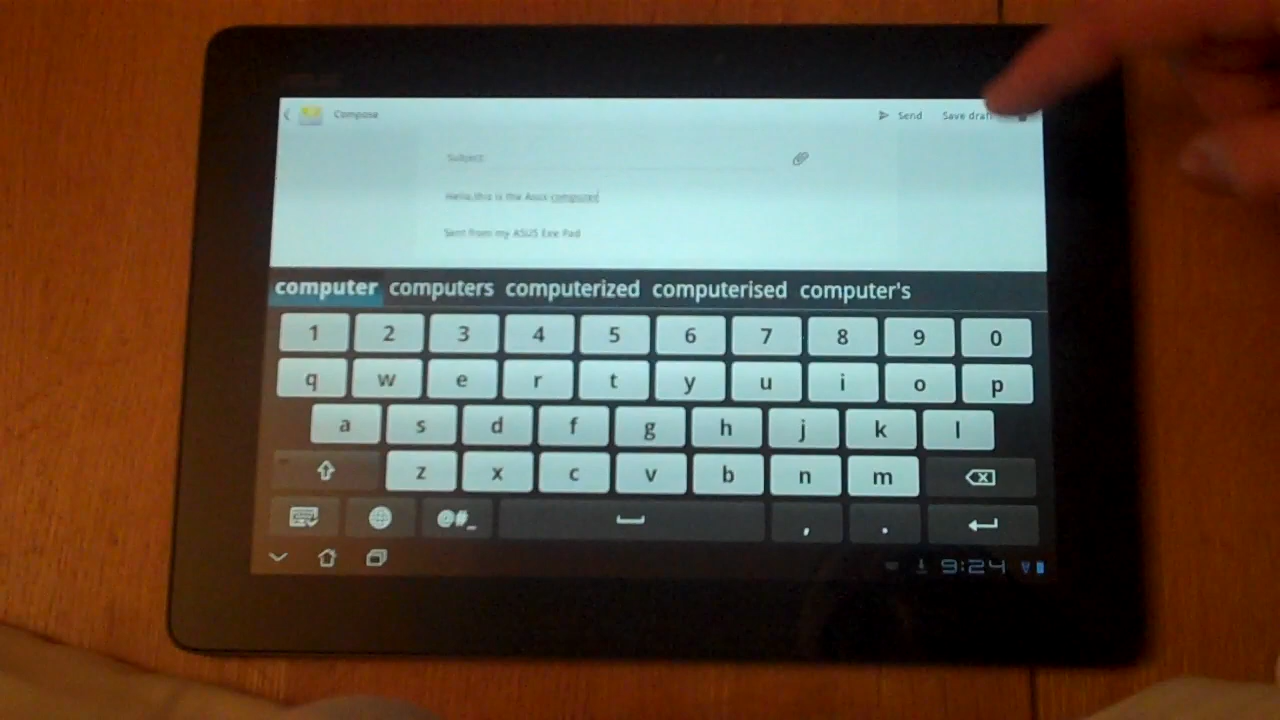 Compose Send Save draft
Subject
Hello,this is the Asus computer
Sent from my ASUS Eee Pad
computer computers computerized computerised computer's
1 2 3 4 5 6 7 8 9 0
q w e r t y u i o p
a s d f g h j k l
z x c v b n m
@#_ , .
9:24